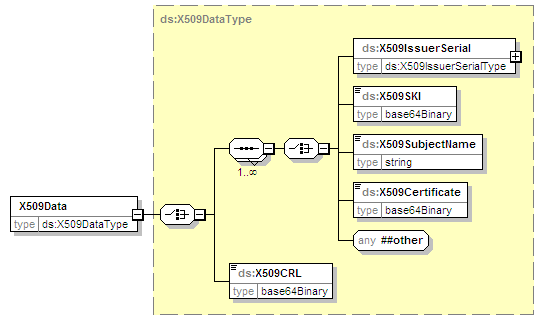 ds:X509DataType
ds:X509IssuerSerial
type ds:X509IssuerSerialType
ds:X509SKI
type base64Binary
1..∞
ds:X509SubjectName
type string
ds:X509Certificate
type base64Binary
X509Data
type ds:X509DataType
any ##other
ds:X509CRL
type base64Binary